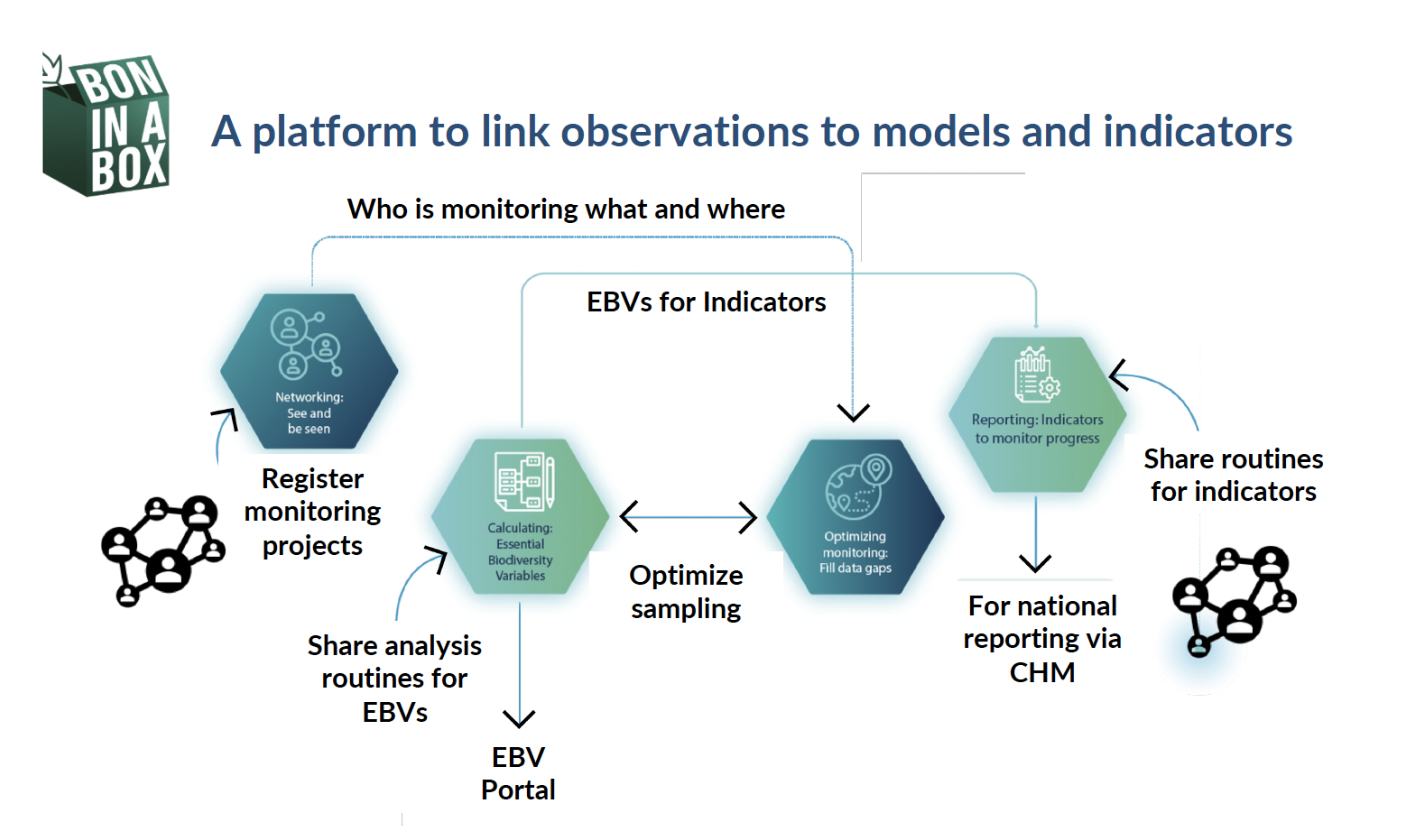 BON
IN A
BOX
A platform to link observations to models and indicators
Who is monitoring what and where
EBVs for Indicators
Networking:
See and
be seen
Reporting: Indicators
to monitor progress
Register
monitoring
projects
Share routines
for indicators
Calculating:
Essential
Biodiversity
Variables
Optimizing
monitoring:
Fill data gaps
Optimize
sampling
For national
reporting via
CHM
Share analysis
routines for
EBVs
EBV
Portal